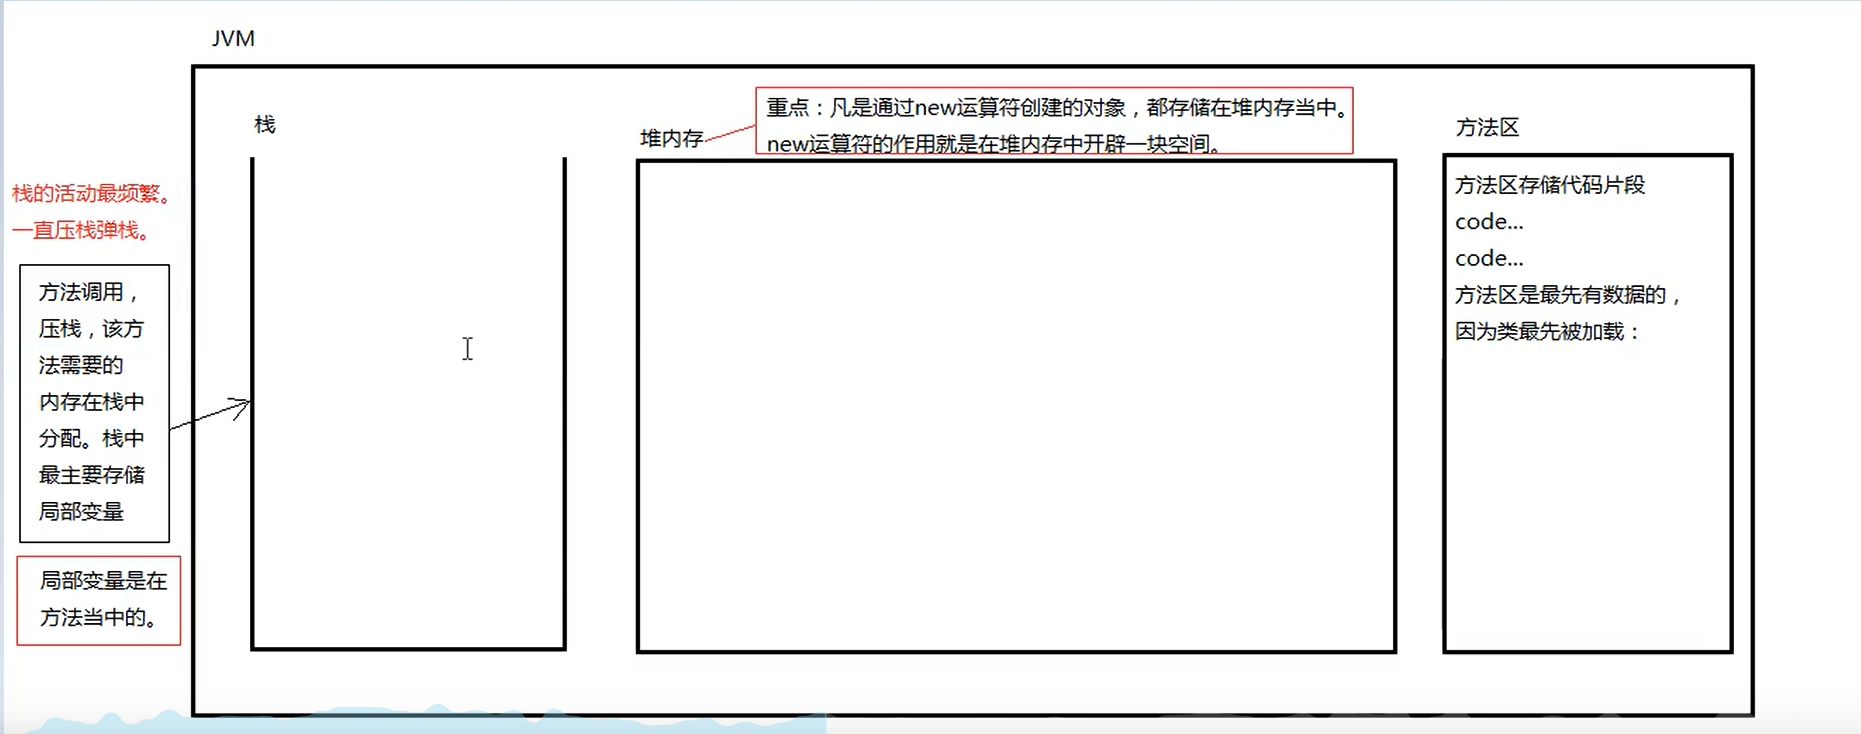 JVM
栈
堆内存
重点：凡是通过new运算符创建的对象，都存储在堆内存当中。
new运算符的作用就是在堆内存中开辟一块空间。
方法区
方法区存储代码片段
code...
code...
方法区是最先有数据的，
因为类最先被加载：
栈的活动最频繁。
一直压栈弹栈。
方法调用，
压栈，该方
法需要的
内存在栈中
分配。栈中
最主要存储
局部变量
局部变量是在
方法当中的。